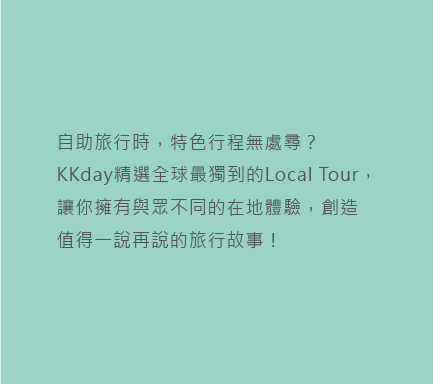 自助旅行時，特色行程無處尋？
KKday精選全球最獨到的Local Tour，
讓你擁有與眾不同的在地體驗，創造
值得一說再說的旅行故事！